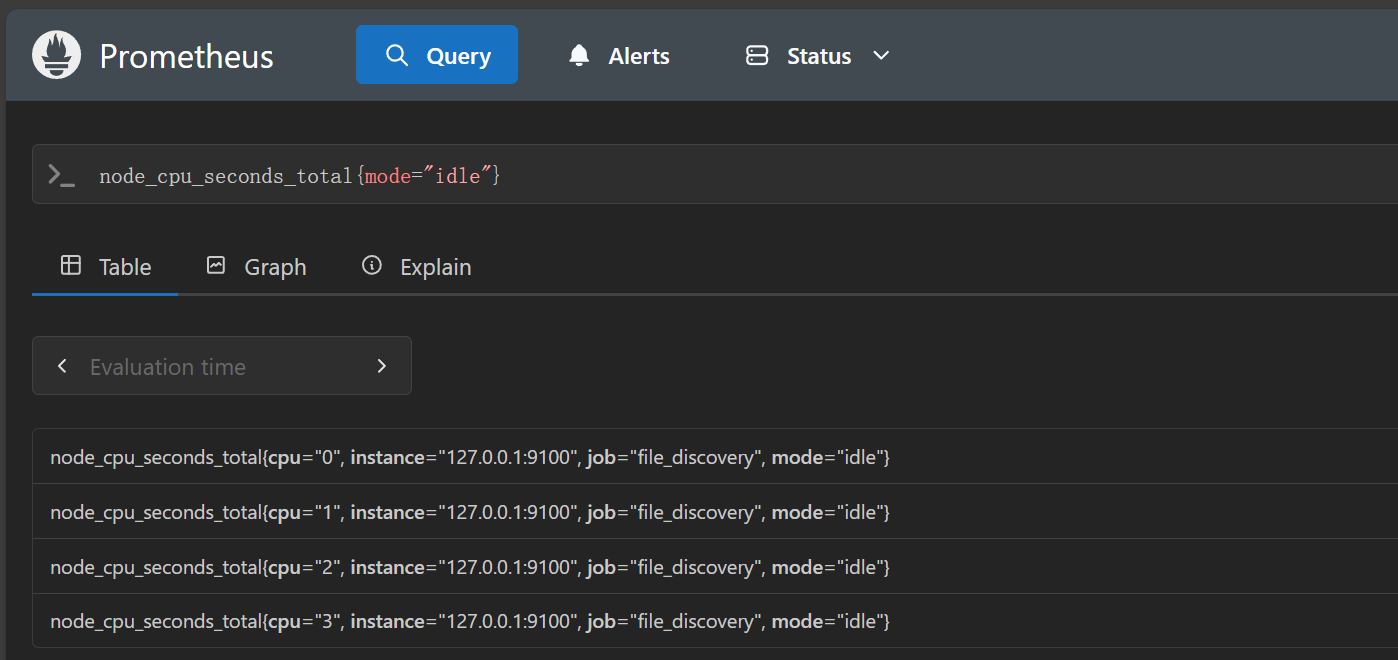 Prometheus Query Alerts Status
node_cpu_seconds_total{mode="idle"}
Table Graph Explain
Evaluation time
node_cpu_seconds_total{cpu="0", instance="127.0.0.1:9100", job="file_discovery", mode="idle"}
node_cpu_seconds_total{cpu="1", instance="127.0.0.1:9100", job="file_discovery", mode="idle"}
node_cpu_seconds_total{cpu="2", instance="127.0.0.1:9100", job="file_discovery", mode="idle"}
node_cpu_seconds_total{cpu="3", instance="127.0.0.1:9100", job="file_discovery", mode="idle"}